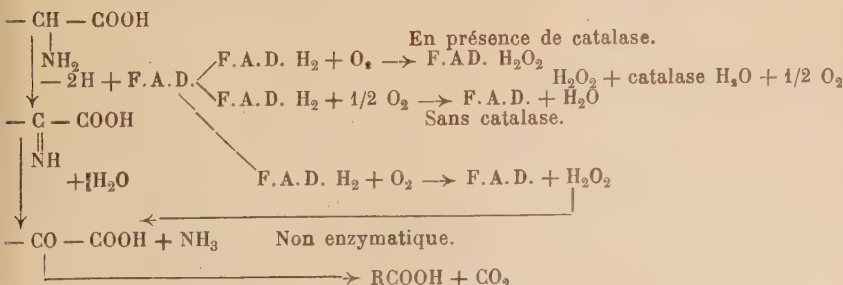 — CH — COOH
En présence de catalase.
NH₂
F.A.D. H₂ + O₂ → F.AD. H₂O₂
— 2H + F.A.D.
H₂O₂ + catalase H₂O + 1/2 O₂
F.A.D. H₂ + 1/2 O₂ → F.A.D. + H₂O
— C — COOH
Sans catalase.
NH
+[H₂O
F.A.D. H₂ + O₂ → F.A.D. + H₂O₂
— CO — COOH + NH₃
Non enzymatique.
→ RCOOH + CO₂